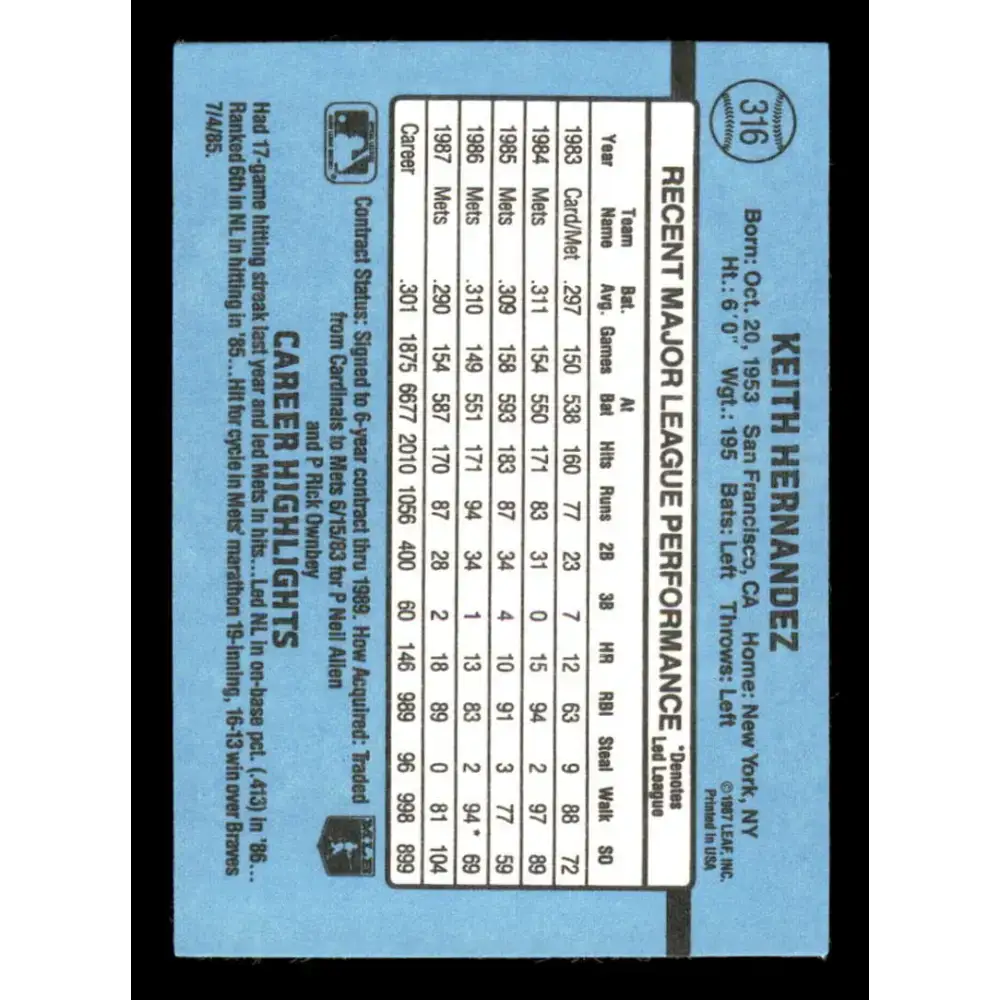 316
KEITH HERNANDEZ
Born: Oct. 20, 1953 San Francisco, CA Home: New York, NY
Ht.: 6'0" Wgt.: 195 Bats: Left Throws: Left
©1987 LEAF, INC.
Printed in USA
RECENT MAJOR LEAGUE PERFORMANCE *Denotes Led League
Year Team Name Bat. Avg. Games At Bat Hits Runs 2B 3B HR RBI Steal Walk SO
1983 Card/Met .297 150 538 160 77 23 7 12 63 9 88 72
1984 Mets .311 154 550 171 83 31 0 15 94 2 97 89
1985 Mets .309 158 593 183 87 34 4 10 91 3 77 59
1986 Mets .310 149 551 171 94 34 1 13 83 2 94* 69
1987 Mets .290 154 587 170 87 28 2 18 89 0 81 104
Career .301 1875 6677 2010 1056 400 60 146 989 96 998 899
Contract Status: Signed to 6-year contract thru 1989. How Acquired: Traded
from Cardinals to Mets 6/15/83 for P Neil Allen
and P Rick Ownbey
MLB
CAREER HIGHLIGHTS
Had 17-game hitting streak last year and led Mets in hits...Led NL in on-base pct. (.413) in '86...
Ranked 6th in NL in hitting in '85...Hit for cycle in Mets' marathon 19-inning, 16-13 win over Braves
7/4/85.